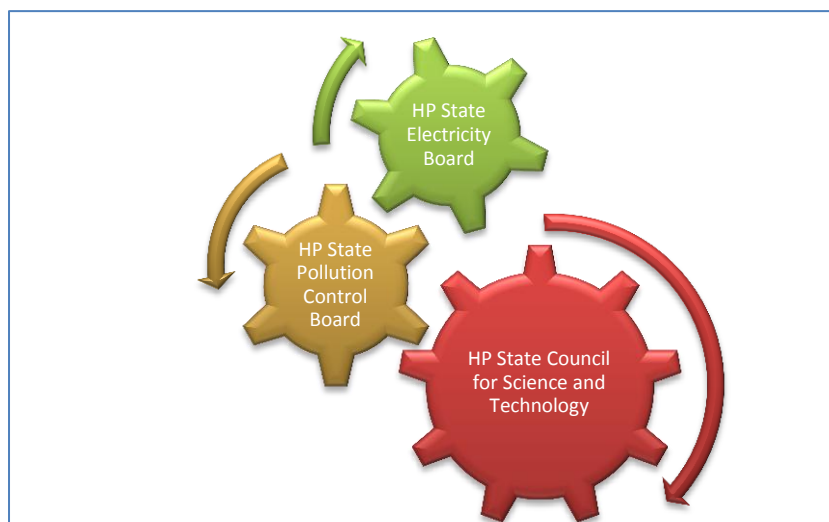 HP State
Electricity
Board
HP State
Pollution
Control
Board
HP State Council
for Science and
Technology